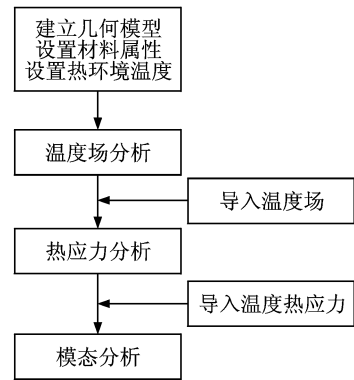 建立几何模型
设置材料属性
设置热环境温度
温度场分析
导入温度场
热应力分析
导入温度热应力
模态分析